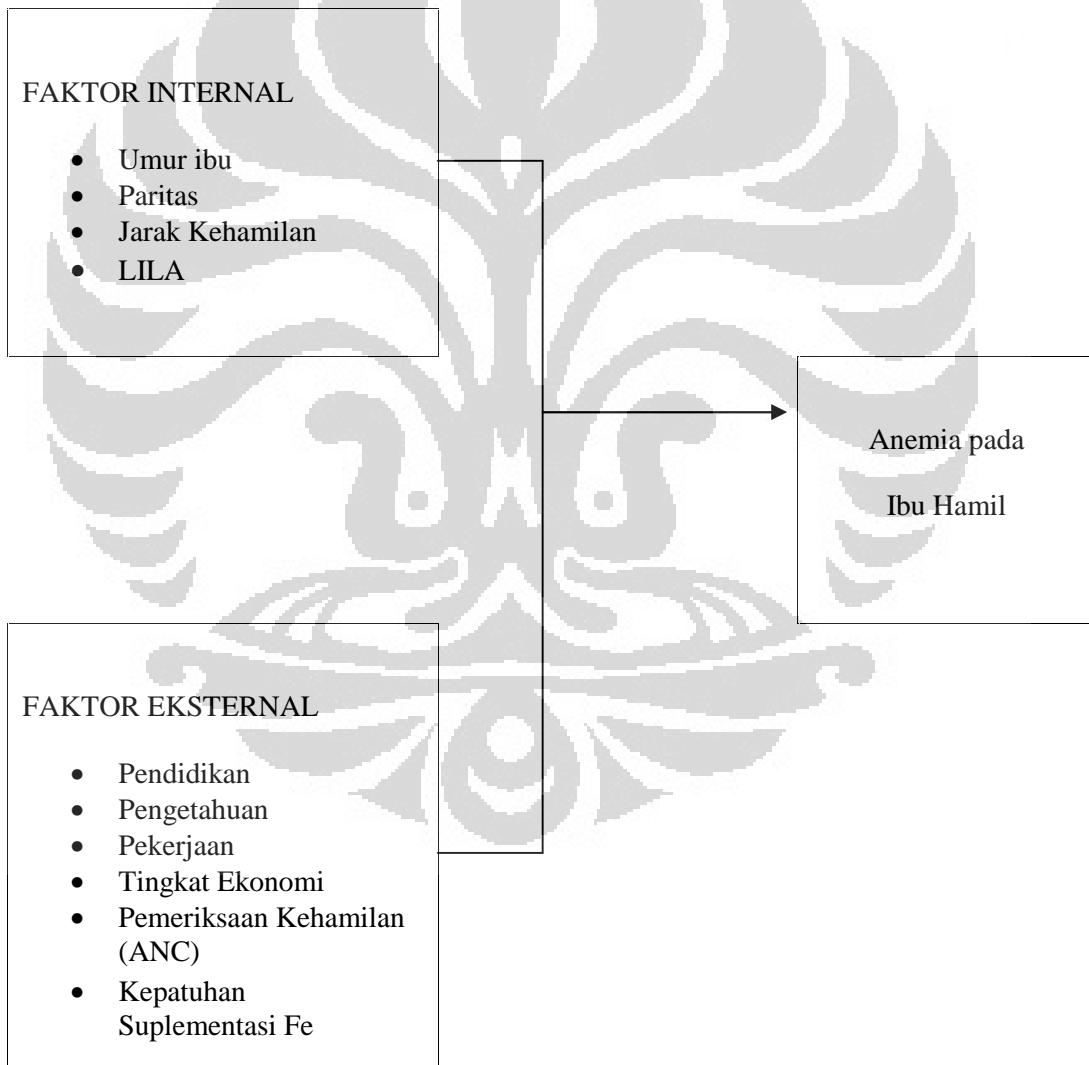 FAKTOR INTERNAL
• Umur ibu
• Paritas
• Jarak Kehamilan
• LILA
Anemia pada
Ibu Hamil
FAKTOR EKSTERNAL
• Pendidikan
• Pengetahuan
• Pekerjaan
• Tingkat Ekonomi
• Pemeriksaan Kehamilan
(ANC)
• Kepatuhan
Suplementasi Fe